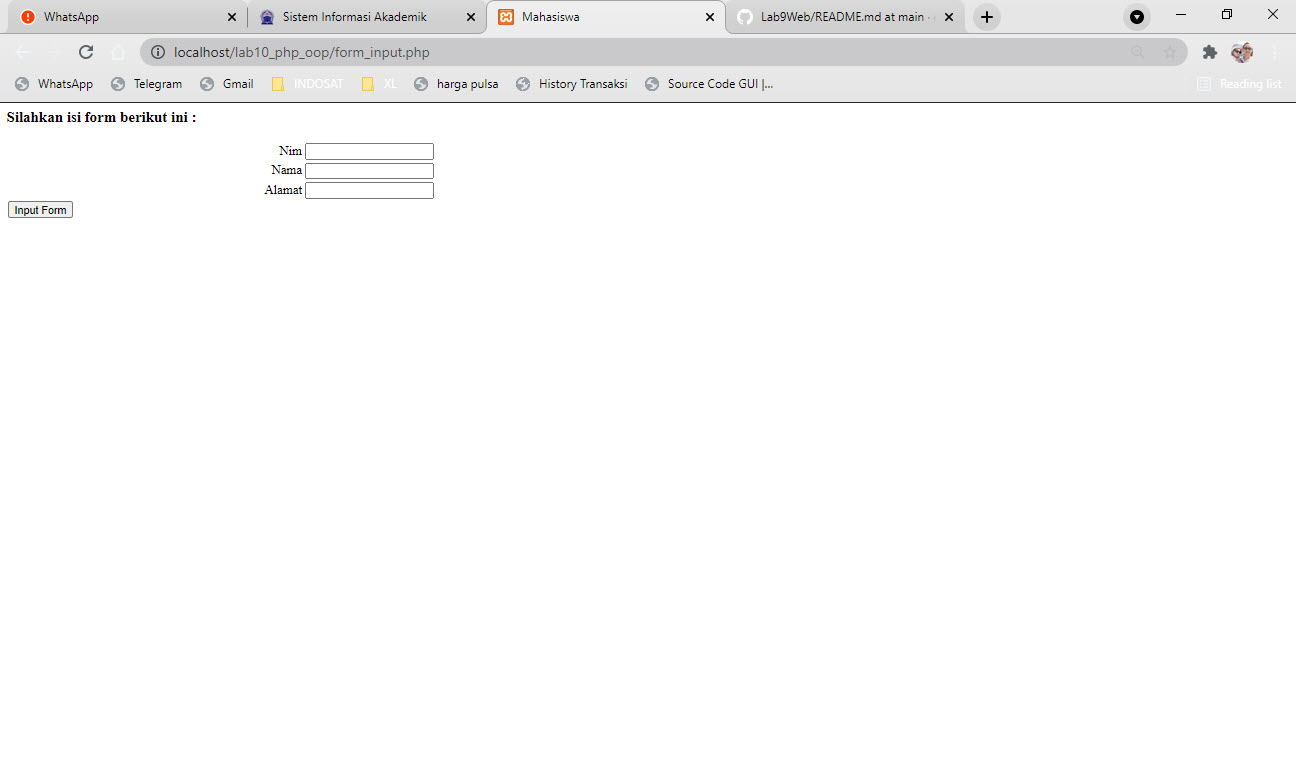 WhatsApp
Sistem Informasi Akademik
Mahasiswa
Lab9Web/README.md at main ·
localhost/lab10_php_oop/form_input.php
WhatsApp Telegram Gmail INDOSAT XL harga pulsa History Transaksi Source Code GUI |... Reading list
Silahkan isi form berikut ini :
Nim
Nama
Alamat
Input Form